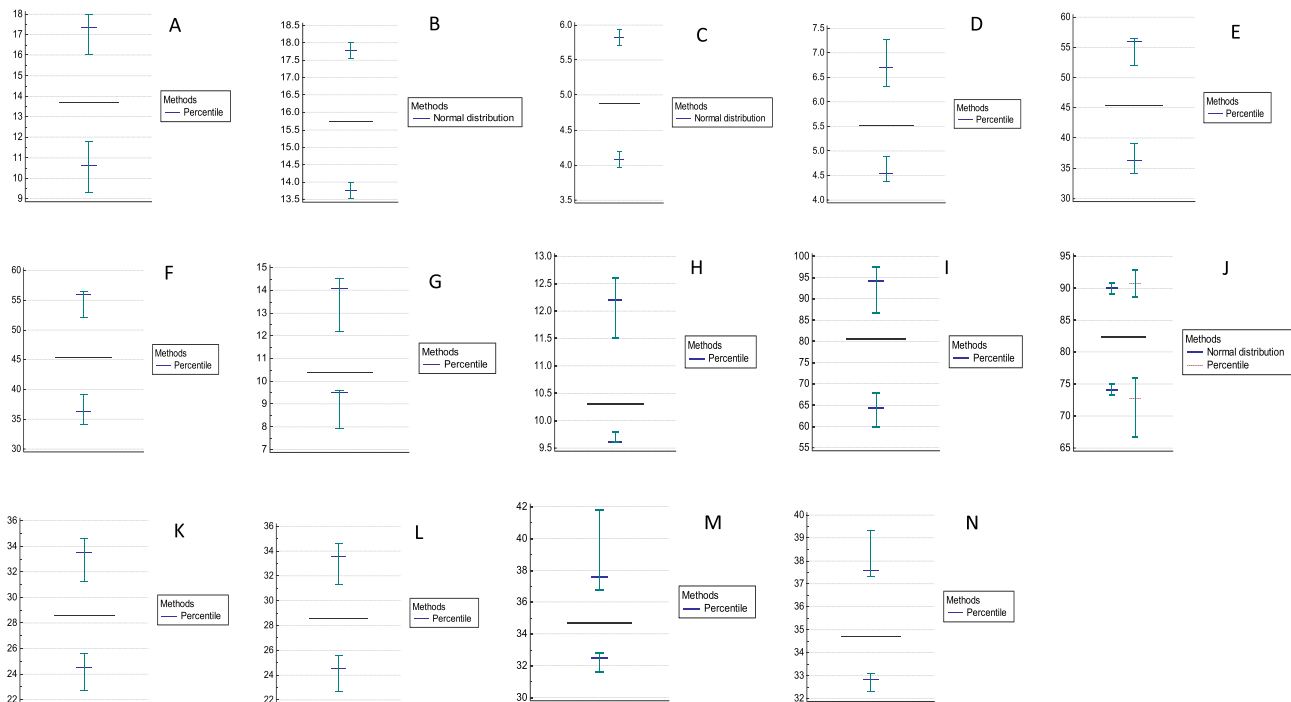 A
18
17
16
15
14
13
12
11
10
9
Methods
Percentile
B
18.5
18.0
17.5
17.0
16.5
16.0
15.5
15.0
14.5
14.0
13.5
Methods
Normal distribution
C
6.0
5.5
5.0
4.5
4.0
3.5
Methods
Normal distribution
D
7.5
7.0
6.5
6.0
5.5
5.0
4.5
4.0
Methods
Percentile
E
60
55
50
45
40
35
30
Methods
Percentile
F
60
55
50
45
40
35
30
Methods
Percentile
G
15
14
13
12
11
10
9
8
7
Methods
Percentile
H
13.0
12.5
12.0
11.5
11.0
10.5
10.0
9.5
Methods
Percentile
I
100
95
90
85
80
75
70
65
60
55
Methods
Percentile
J
95
90
85
80
75
70
65
Methods
Normal distribution
Percentile
K
36
34
32
30
28
26
24
22
Methods
Percentile
L
36
34
32
30
28
26
24
22
Methods
Percentile
M
42
40
38
36
34
32
30
Methods
Percentile
N
40
39
38
37
36
35
34
33
32
Methods
Percentile